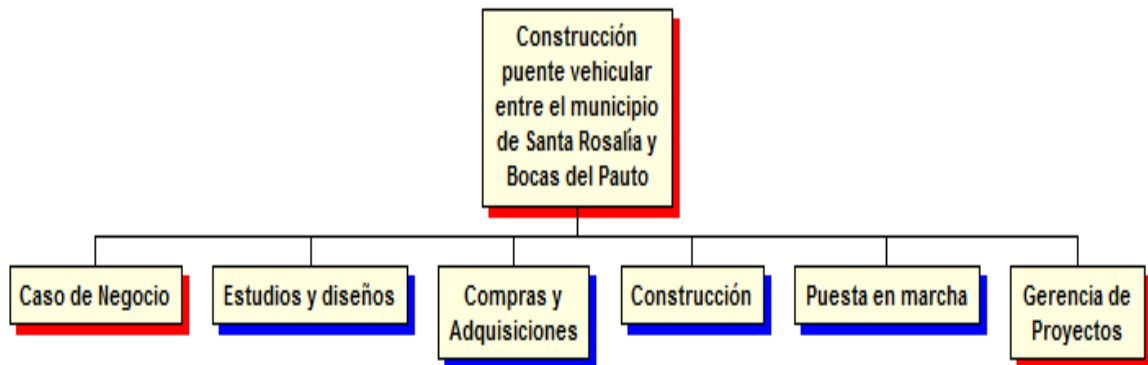 Construcción
puente vehicular
entre el municipio
de Santa Rosalía y
Bocas del Pauto
Caso de Negocio
Estudios y diseños
Compras y
Adquisiciones
Construcción
Puesta en marcha
Gerencia de
Proyectos